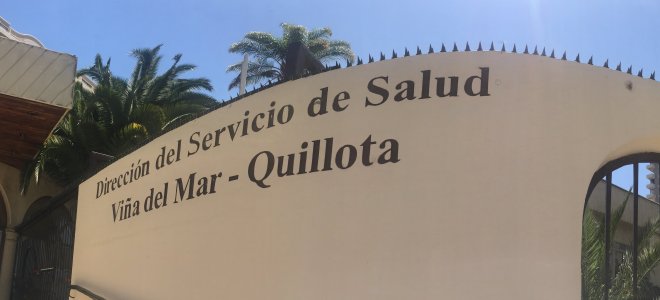 Dirección del Servicio de Salud
Viña del Mar - Quillota